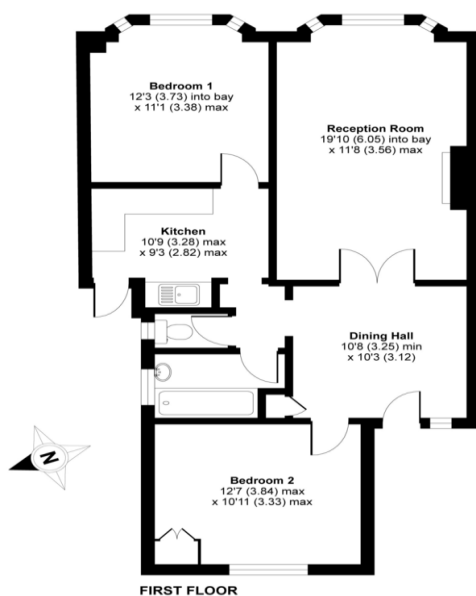 Bedroom 1
12'3 (3.73) into bay
x 11'1 (3.38) max
Reception Room
19'10 (6.05) into bay
x 11'8 (3.56) max
Kitchen
10'9 (3.28) max
x 9'3 (2.82) max
Dining Hall
10'8 (3.25) min
x 10'3 (3.12)
Bedroom 2
12'7 (3.84) max
x 10'11 (3.33) max
N
FIRST FLOOR